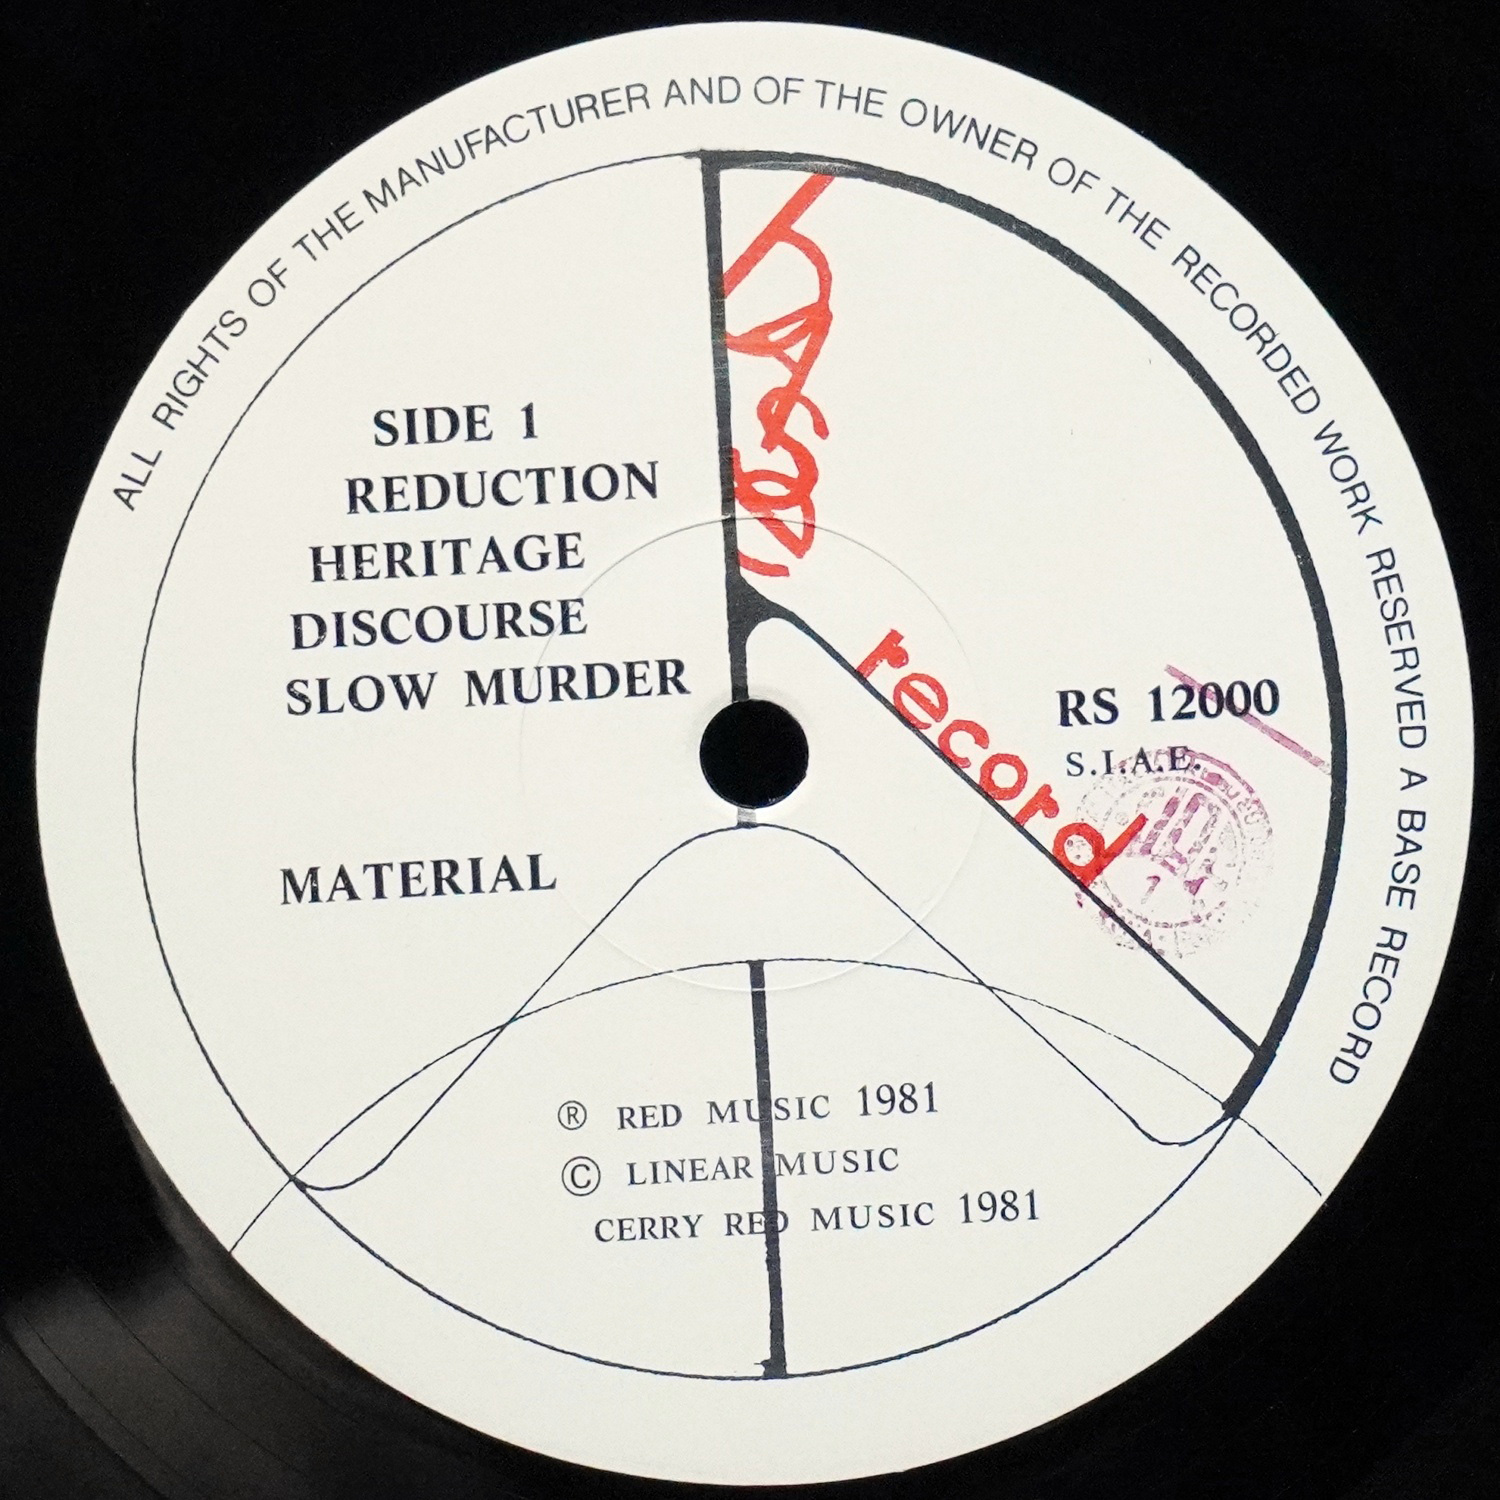 ALL RIGHTS OF THE MANUFACTURER AND OF THE OWNER OF THE RECORDED WORK RESERVED A BASE RECORD
SIDE 1
REDUCTION
HERITAGE
DISCOURSE
SLOW MURDER
MATERIAL
Base
record
RS 12000
S.I.A.E.
® RED MUSIC 1981
© LINEAR MUSIC
CERRY RED MUSIC 1981